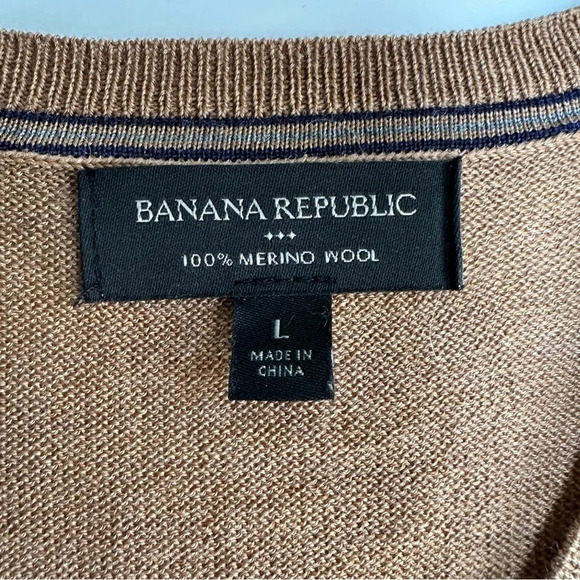 BANANA REPUBLIC
100% MERINO WOOL
L
MADE IN
CHINA